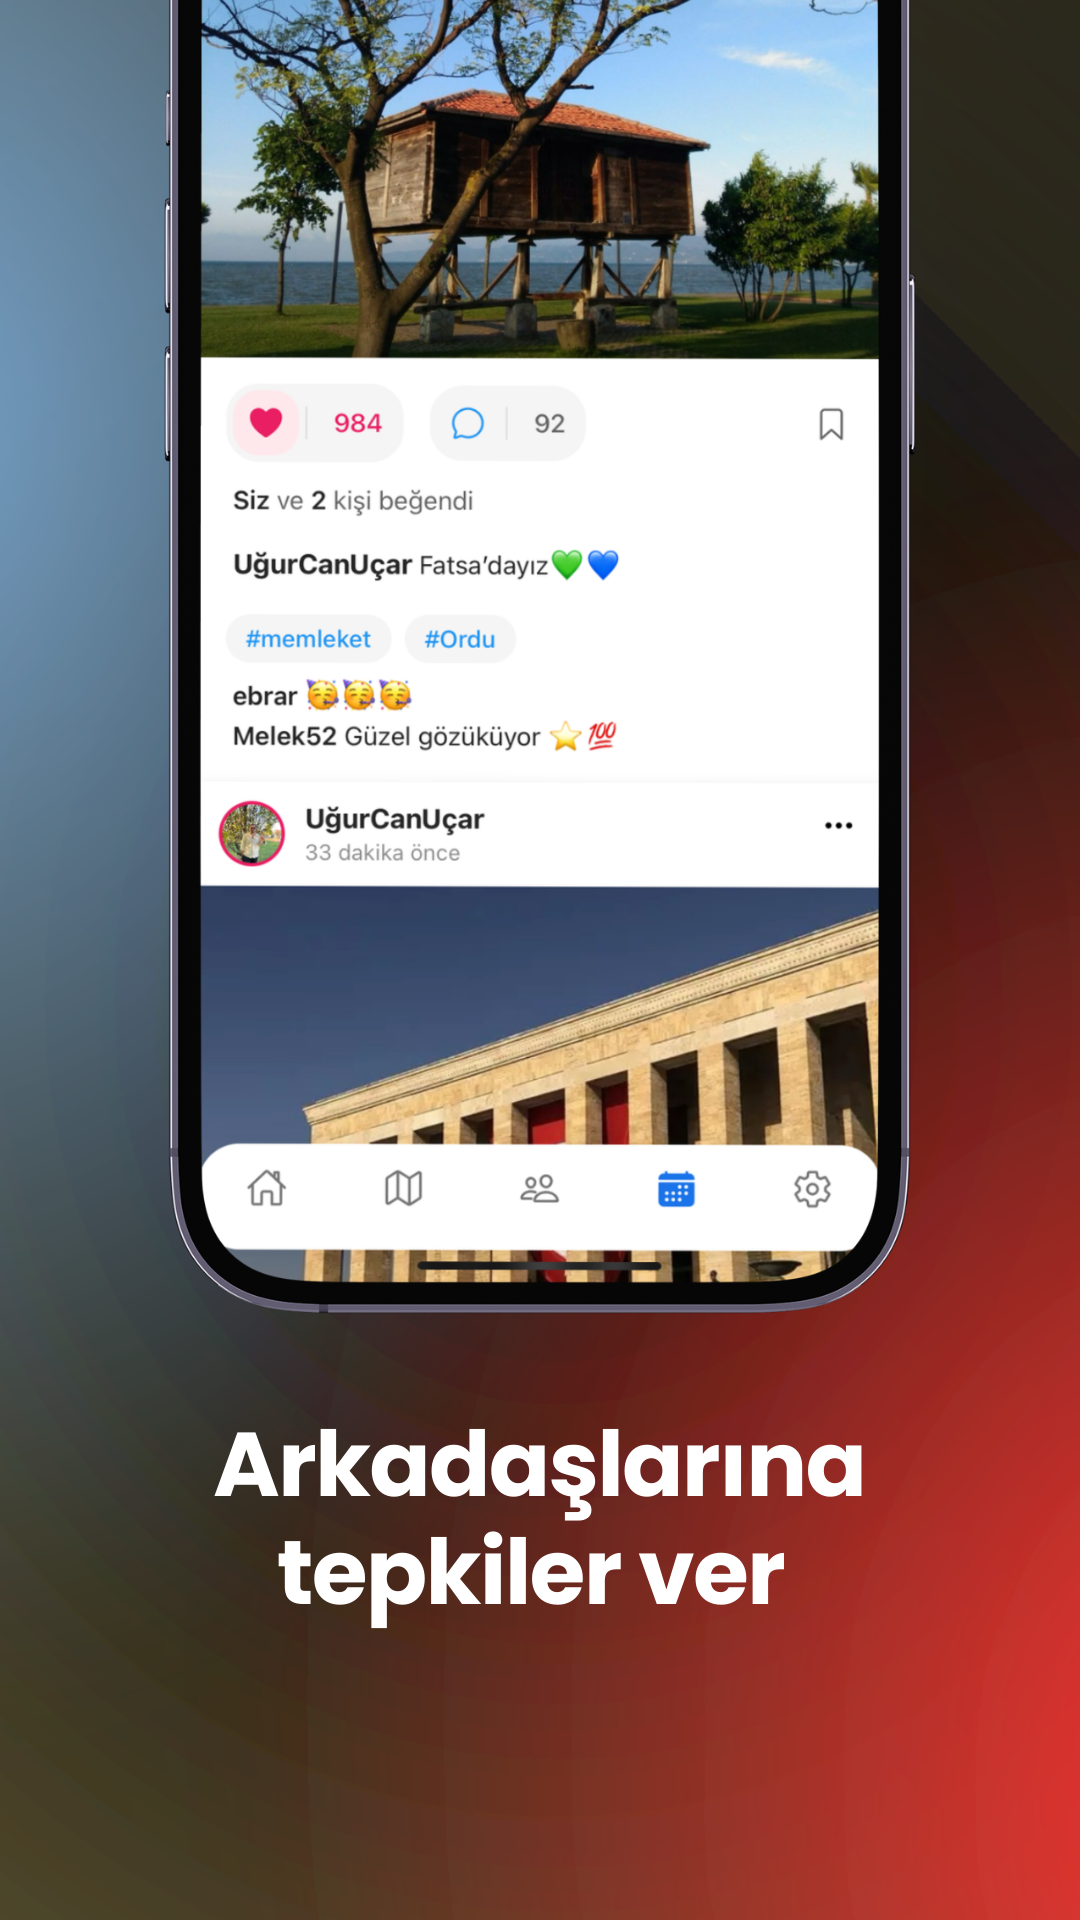 984
92
Siz ve 2 kişi beğendi
UğurCanUçar Fatsa’dayız💚💙
#memleket #Ordu
ebrar 🥳🥳🥳
Melek52 Güzel gözüküyor ⭐💯
UğurCanUçar
33 dakika önce
Arkadaşlarına
tepkiler ver